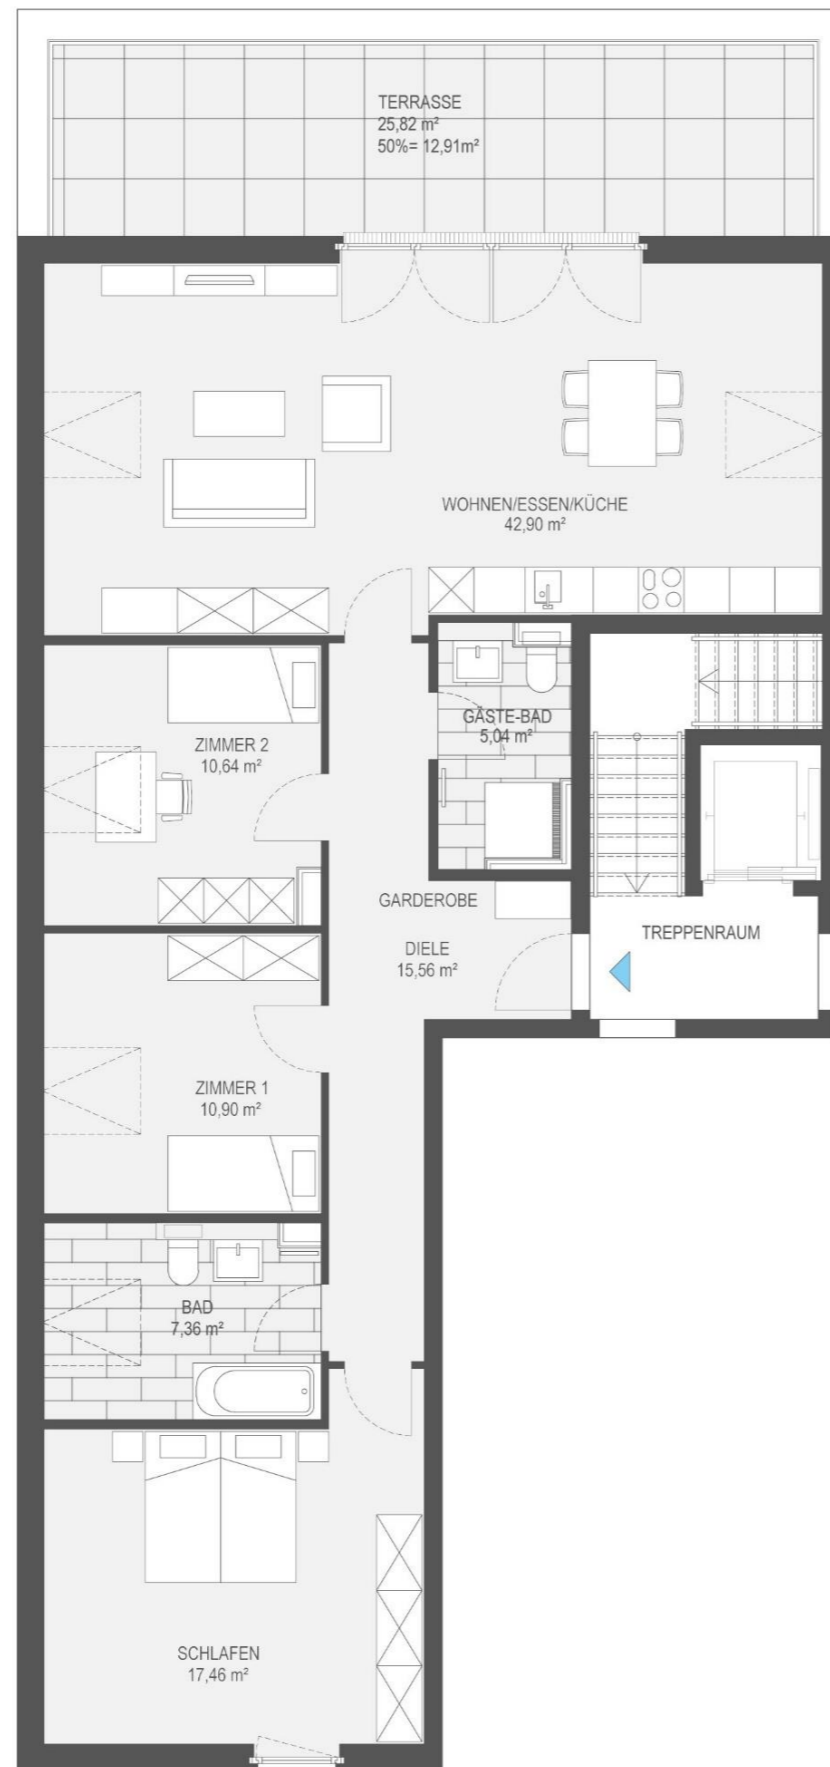 TERRASSE
25,82 m²
50%= 12,91m²
WOHNEN/ESSEN/KÜCHE
42,90 m²
GÄSTE-BAD
5,04 m²
ZIMMER 2
10,64 m²
GARDEROBE
TREPPENRAUM
DIELE
15,56 m²
ZIMMER 1
10,90 m²
BAD
7,36 m²
SCHLAFEN
17,46 m²